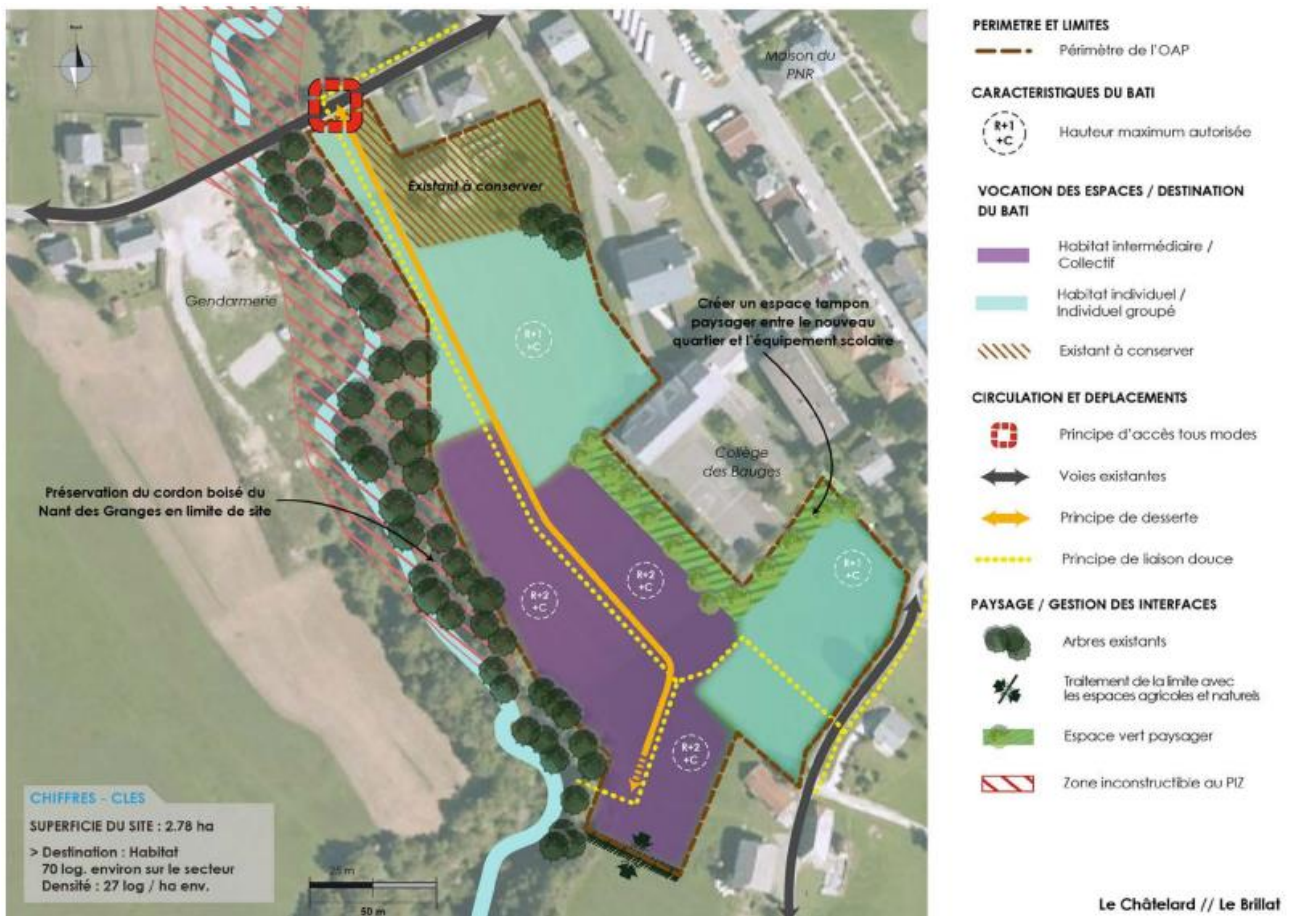 Nord
Maison du
PNR
Existant à conserver
Gendarmerie
R+1
+C
Créer un espace tampon
paysager entre le nouveau
quartier et l'équipement scolaire
Collège
des Bauges
Préservation du cordon boisé du
Nant des Granges en limite de site
R+1
+C
R+2
+C
R+2
+C
R+2
+C
CHIFFRES - CLES
SUPERFICIE DU SITE : 2.78 ha
> Destination : Habitat
70 log. environ sur le secteur
Densité : 27 log / ha env.
25 m
50 m
PERIMETRE ET LIMITES
Périmètre de l'OAP
CARACTERISTIQUES DU BATI
R+1
+C
Hauteur maximum autorisée
VOCATION DES ESPACES / DESTINATION
DU BATI
Habitat intermédiaire /
Collectif
Habitat individuel /
Individuel groupé
Existant à conserver
CIRCULATION ET DEPLACEMENTS
Principe d'accès tous modes
Voies existantes
Principe de desserte
Principe de liaison douce
PAYSAGE / GESTION DES INTERFACES
Arbres existants
Traitement de la limite avec
les espaces agricoles et naturels
Espace vert paysager
Zone inconstructible au PIZ
Le Châtelard // Le Brillat